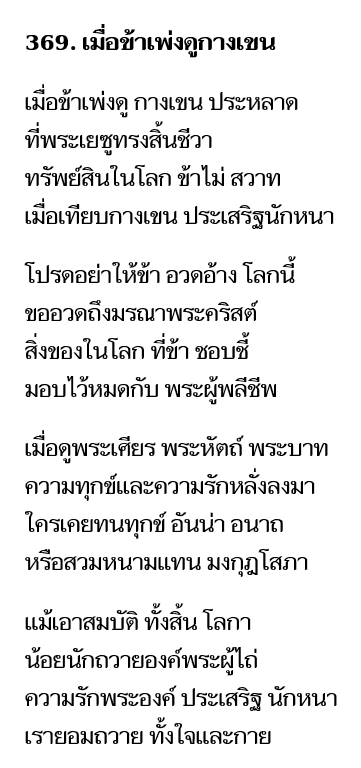 369. เมื่อข้าเพ่งดูกางเขน
เมื่อข้าเพ่งดู กางเขน ประหลาด
ที่พระเยซูทรงสิ้นชีวา
ทรัพย์สินในโลก ข้าไม่ สวาท
เมื่อเทียบกางเขน ประเสริฐนักหนา
โปรดอย่าให้ข้า อวดอ้าง โลกนี้
ขออวดถึงมรณาพระคริสต์
สิ่งของในโลก ที่ข้า ชอบชี้
มอบไว้หมดกับ พระผู้พลีชีพ
เมื่อดูพระเศียร พระหัตถ์ พระบาท
ความทุกข์และความรักหลั่งลงมา
ใครเคยทนทุกข์ อันน่า อนาถ
หรือสวมหนามแทน มงกุฎโสภา
แม้เอาสมบัติ ทั้งสิ้น โลกา
น้อยนักถวายองค์พระผู้ไถ่
ความรักพระองค์ ประเสริฐ นักหนา
เรายอมถวาย ทั้งใจและกาย